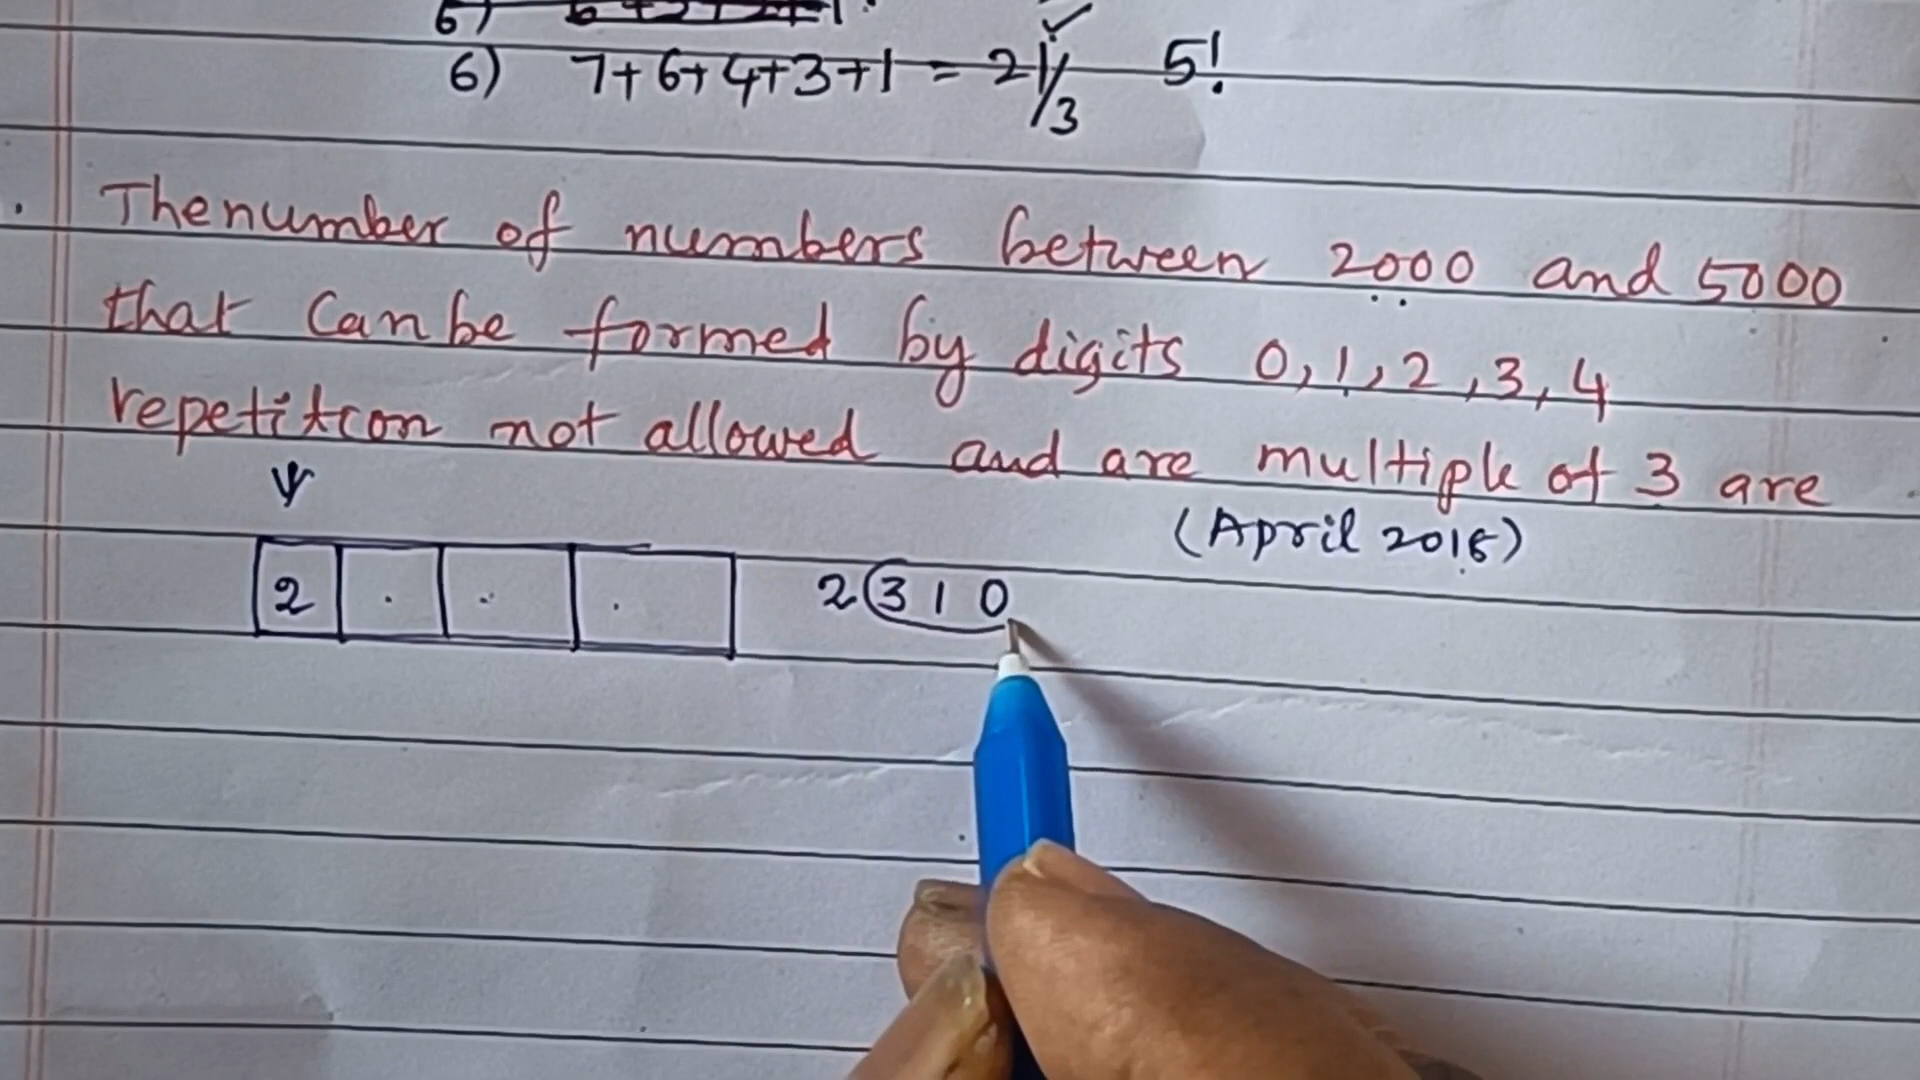 6) 7+6+4+3+1 = 21/3 5!
The number of numbers between 2000 and 5000
that can be formed by digits 0,1,2,3,4
repetition not allowed and are multiple of 3 are
(April 2018)
2 2 3 1 0